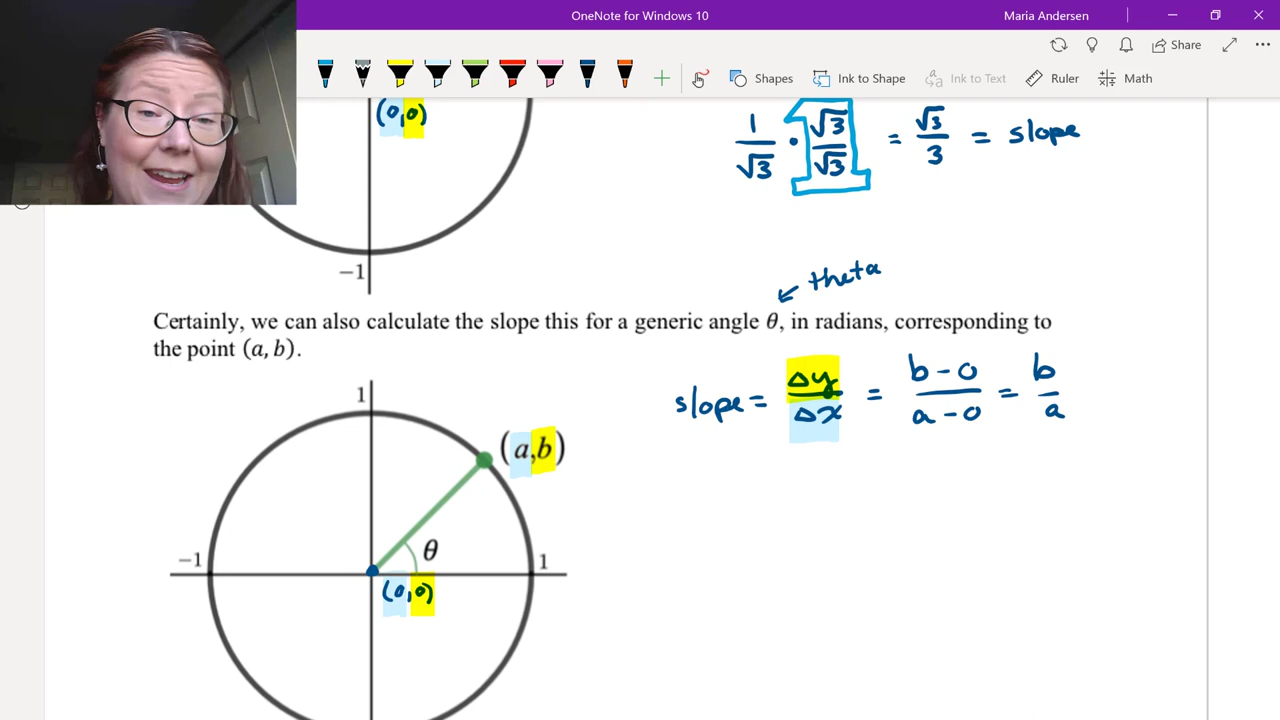 OneNote for Windows 10
Maria Andersen
Share
Shapes
Ink to Shape
Ink to Text
Ruler
Math
(0,0)
1/√3 · √3/√3 = √3/3 = slope
−1
theta
Certainly, we can also calculate the slope this for a generic angle θ, in radians, corresponding to
the point (a, b).
slope = Δy/Δx = b-0/a-0 = b/a
1
(a,b)
θ
−1
1
(0,0)